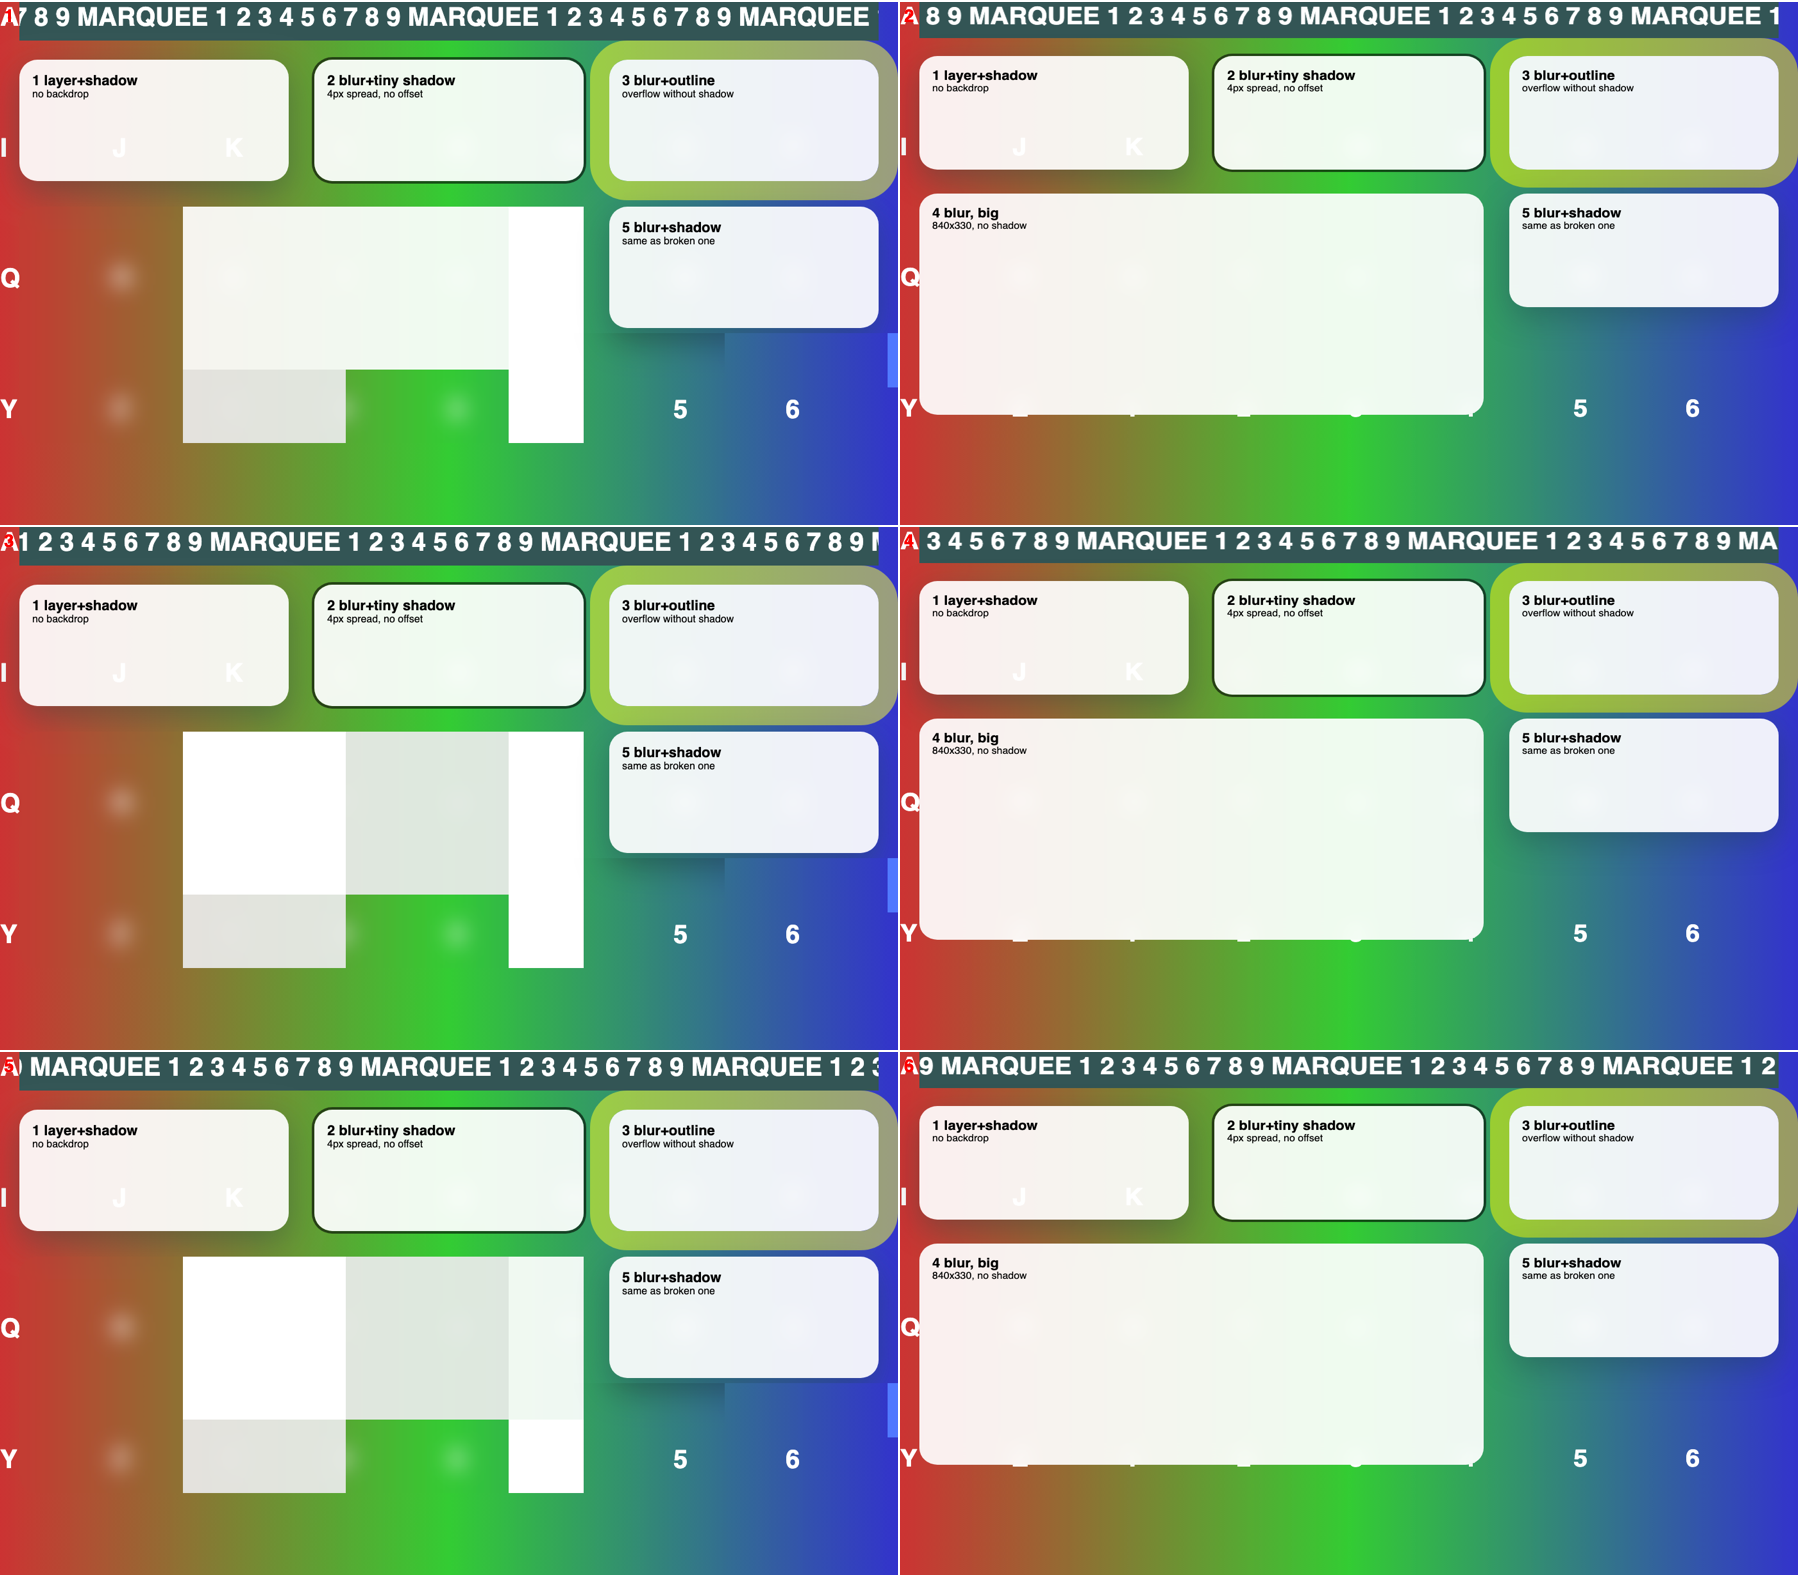 7 8 9 MARQUEE 1 2 3 4 5 6 7 8 9 MARQUEE 1 2 3 4 5 6 7 8 9 MARQUEE
1 layer+shadow
no backdrop
2 blur+tiny shadow
4px spread, no offset
3 blur+outline
overflow without shadow
I J K
5 blur+shadow
same as broken one
Q
Y 5 6
8 9 MARQUEE 1 2 3 4 5 6 7 8 9 MARQUEE 1 2 3 4 5 6 7 8 9 MARQUEE 1
1 layer+shadow
no backdrop
2 blur+tiny shadow
4px spread, no offset
3 blur+outline
overflow without shadow
I J K
4 blur, big
840x330, no shadow
5 blur+shadow
same as broken one
Q
Y 5 6
1 2 3 4 5 6 7 8 9 MARQUEE 1 2 3 4 5 6 7 8 9 MARQUEE 1 2 3 4 5 6 7 8 9
1 layer+shadow
no backdrop
2 blur+tiny shadow
4px spread, no offset
3 blur+outline
overflow without shadow
I J K
5 blur+shadow
same as broken one
Q
Y 5 6
3 4 5 6 7 8 9 MARQUEE 1 2 3 4 5 6 7 8 9 MARQUEE 1 2 3 4 5 6 7 8 9 MA
1 layer+shadow
no backdrop
2 blur+tiny shadow
4px spread, no offset
3 blur+outline
overflow without shadow
I J K
4 blur, big
840x330, no shadow
5 blur+shadow
same as broken one
Q
Y 5 6
MARQUEE 1 2 3 4 5 6 7 8 9 MARQUEE 1 2 3 4 5 6 7 8 9 MARQUEE 1 2 3
1 layer+shadow
no backdrop
2 blur+tiny shadow
4px spread, no offset
3 blur+outline
overflow without shadow
I J K
5 blur+shadow
same as broken one
Q
Y 5 6
9 MARQUEE 1 2 3 4 5 6 7 8 9 MARQUEE 1 2 3 4 5 6 7 8 9 MARQUEE 1 2
1 layer+shadow
no backdrop
2 blur+tiny shadow
4px spread, no offset
3 blur+outline
overflow without shadow
I J K
4 blur, big
840x330, no shadow
5 blur+shadow
same as broken one
Q
Y 5 6